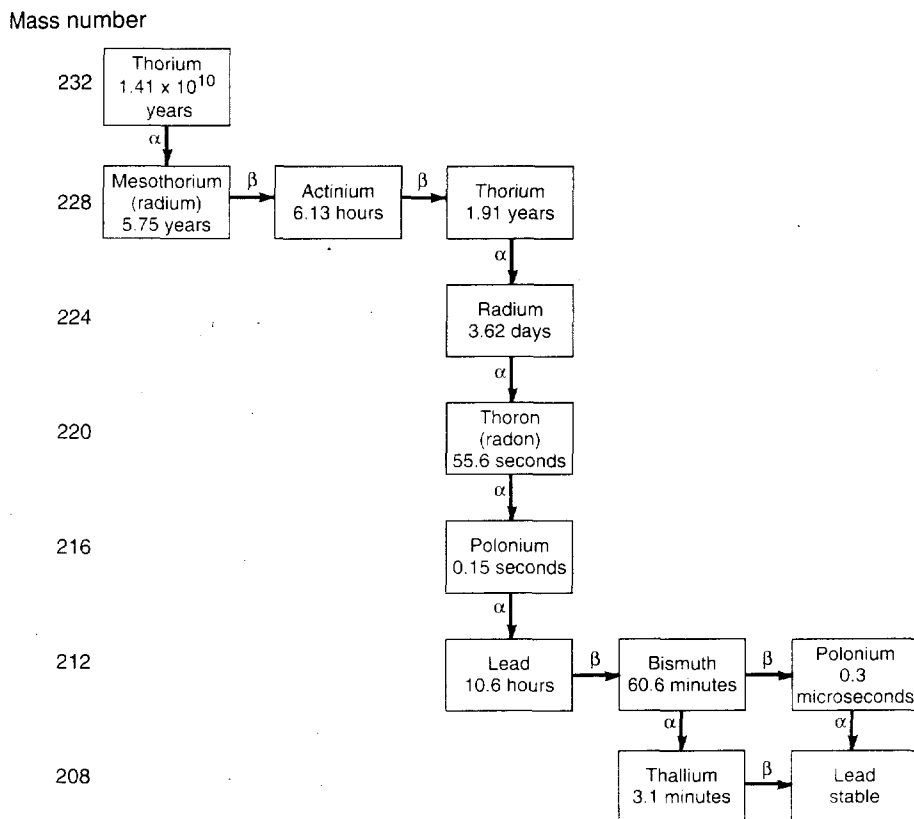 Mass number
232
Thorium
1.41 x 10¹⁰
years
α
228
Mesothorium
(radium)
5.75 years
β
Actinium
6.13 hours
β
Thorium
1.91 years
α
224
Radium
3.62 days
α
220
Thoron
(radon)
55.6 seconds
α
216
Polonium
0.15 seconds
α
212
Lead
10.6 hours
β
Bismuth
60.6 minutes
β
Polonium
0.3
microseconds
α
α
208
Thallium
3.1 minutes
β
Lead
stable